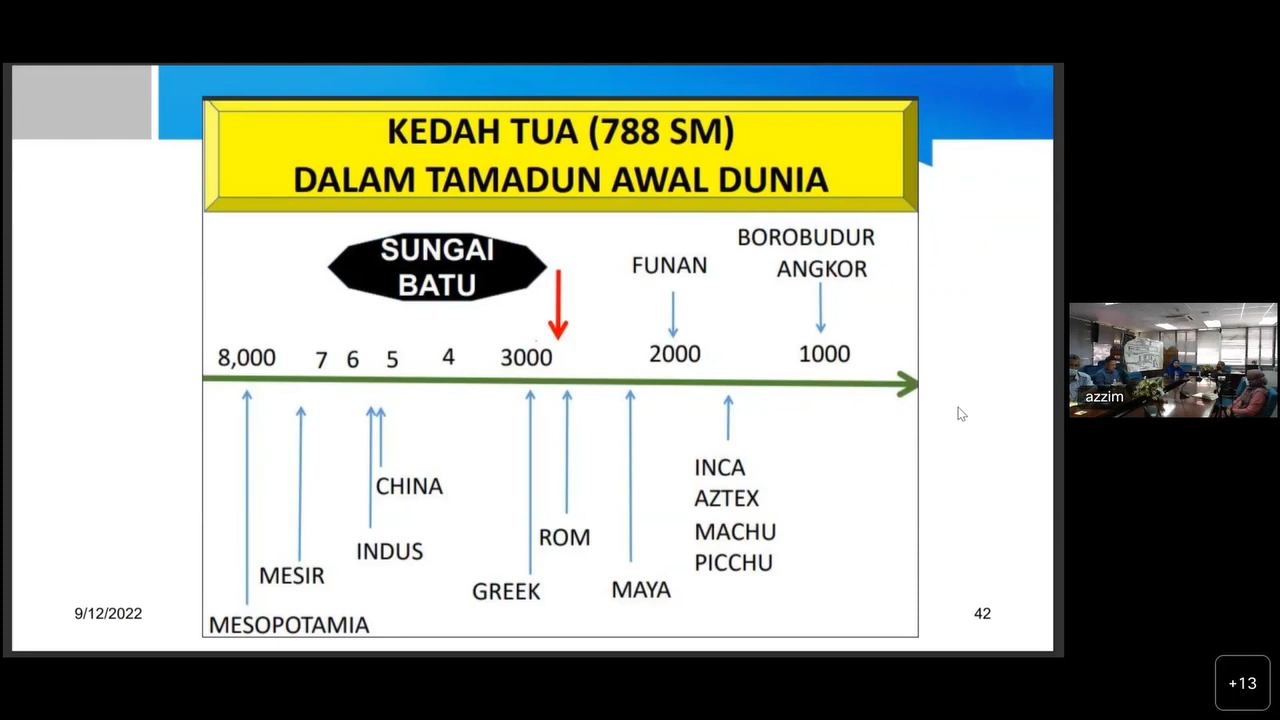 KEDAH TUA (788 SM)
DALAM TAMADUN AWAL DUNIA
SUNGAI
BATU
FUNAN
BOROBUDUR
ANGKOR
8,000 7 6 5 4 3000 2000 1000
CHINA
INDUS
MESIR
MESOPOTAMIA
GREEK
ROM
MAYA
INCA
AZTEX
MACHU
PICCHU
9/12/2022
42
azzim
+13